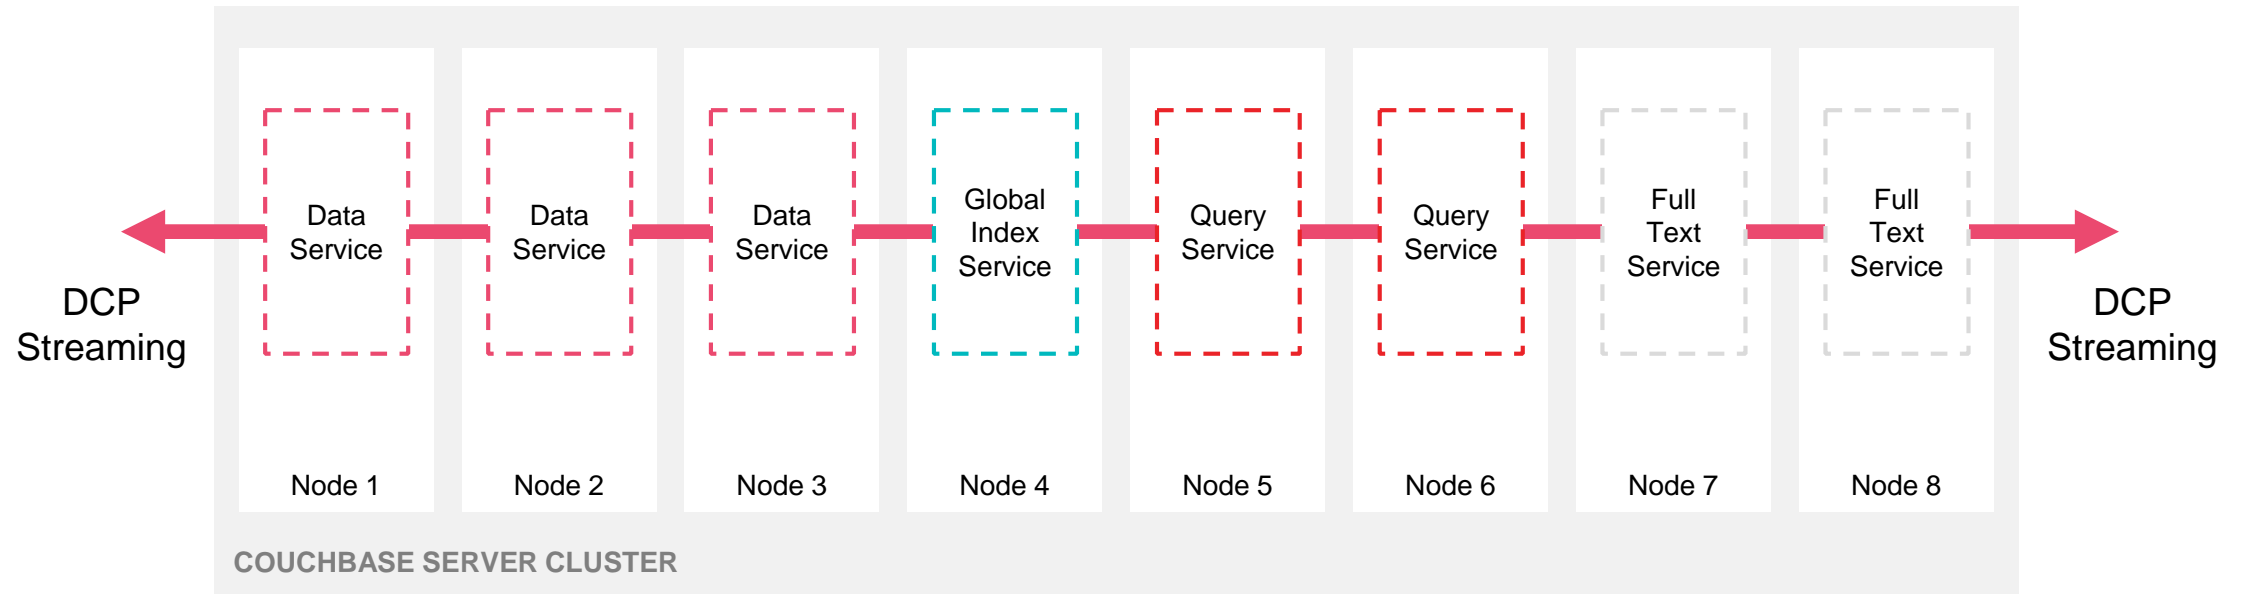 Data
Service
Data
Service
Data
Service
Global
Index
Service
Query
Service
Query
Service
Full
Text
Service
Full
Text
Service
DCP
Streaming
DCP
Streaming
Node 1
Node 2
Node 3
Node 4
Node 5
Node 6
Node 7
Node 8
COUCHBASE SERVER CLUSTER